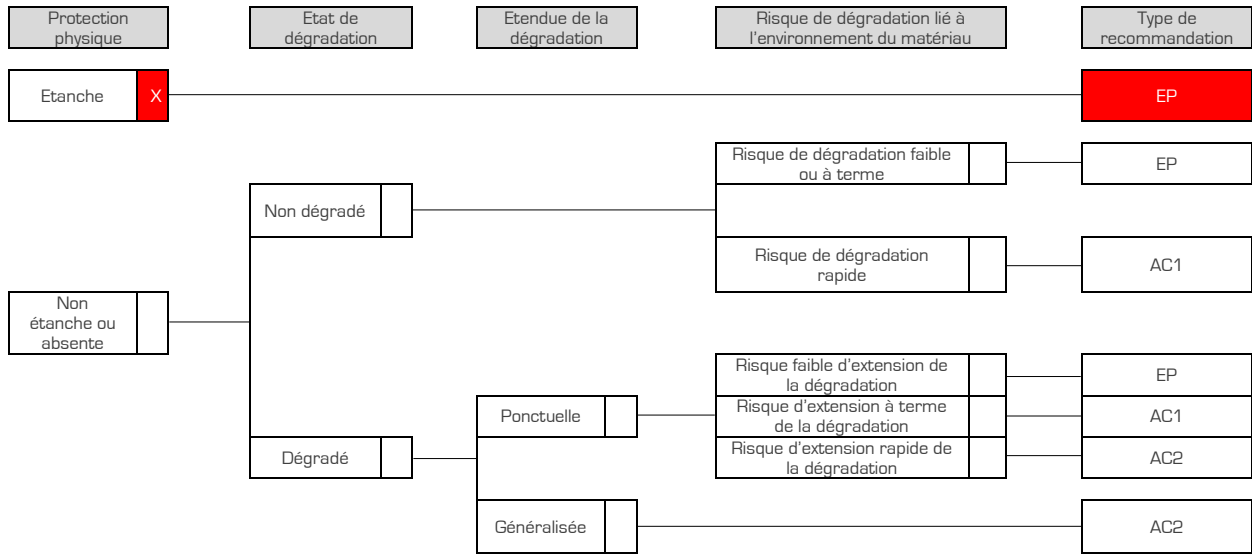 Protection
physique
Etat de
dégradation
Etendue de la
dégradation
Risque de dégradation lié à
l'environnement du matériau
Type de
recommandation
Etanche
X
EP
Risque de dégradation faible
ou à terme
EP
Non dégradé
Risque de dégradation
rapide
AC1
Non
étanche ou
absente
Risque faible d'extension de
la dégradation
EP
Ponctuelle
Risque d'extension à terme
de la dégradation
AC1
Dégradé
Risque d'extension rapide de
la dégradation
AC2
Généralisée
AC2